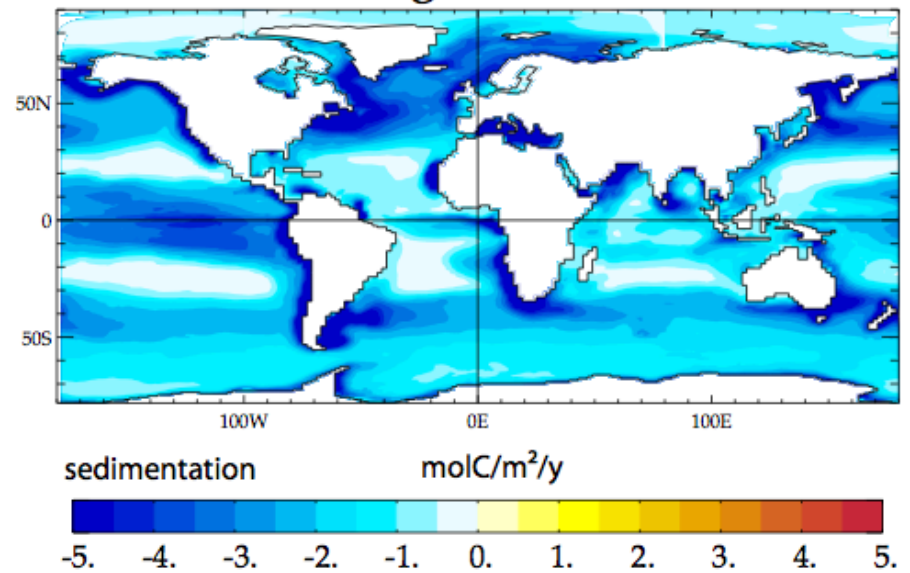 50N
0
50S
100W 0E 100E
sedimentation molC/m²/y
-5. -4. -3. -2. -1. 0. 1. 2. 3. 4. 5.